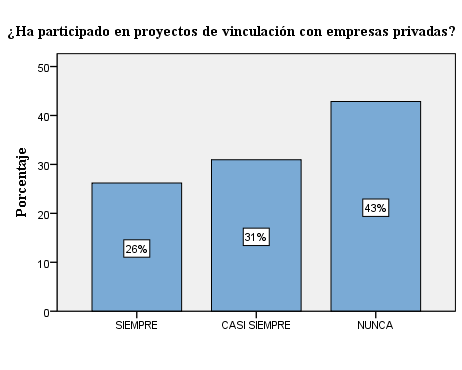 ¿Ha participado en proyectos de vinculación con empresas privadas?
Porcentaje
50
40
30
20
10
0
26%
31%
43%
SIEMPRE
CASI SIEMPRE
NUNCA